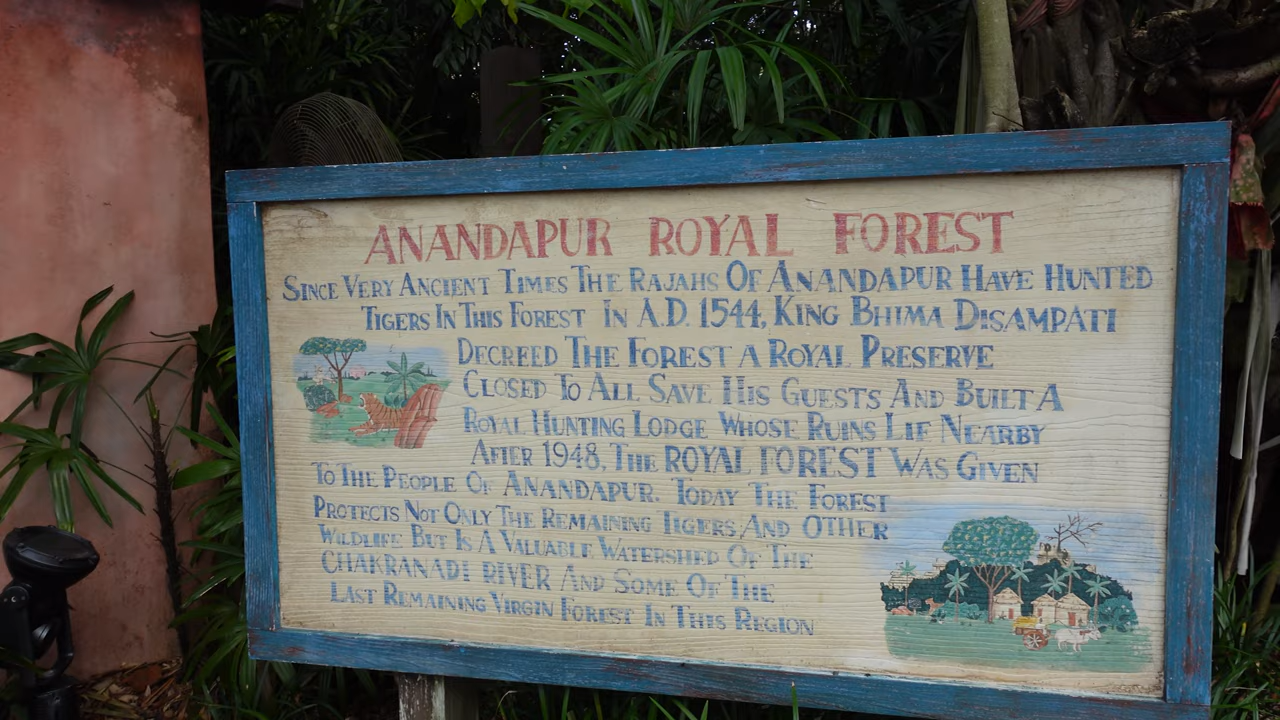 ANANDAPUR ROYAL FOREST
SINCE VERY ANCIENT TIMES THE RAJAHS OF ANANDAPUR HAVE HUNTED
TIGERS IN THIS FOREST IN A.D. 1544, KING BHIMA DISAMPATI
DECREED THE FOREST A ROYAL PRESERVE
CLOSED TO ALL SAVE HIS GUESTS AND BUILT A
ROYAL HUNTING LODGE WHOSE RUINS LIE NEARBY
AFTER 1948, THE ROYAL FOREST WAS GIVEN
TO THE PEOPLE OF ANANDAPUR. TODAY THE FOREST
PROTECTS NOT ONLY THE REMAINING TIGERS AND OTHER
WILDLIFE BUT IS A VALUABLE WATERSHED OF THE
CHAKRANADI RIVER AND SOME OF THE
LAST REMAINING VIRGIN FOREST IN THIS REGION